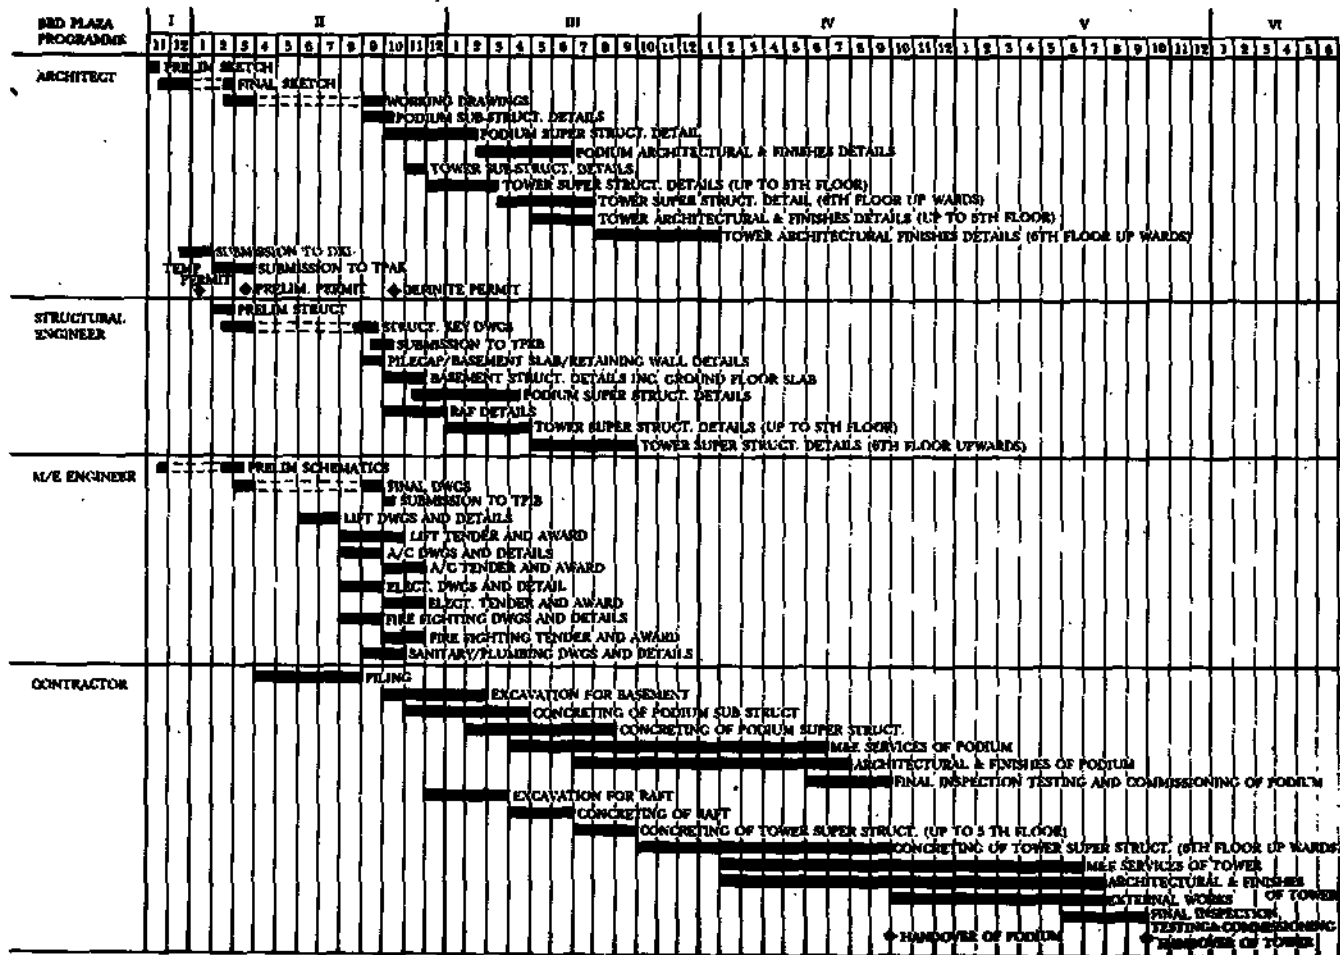 BRD PLAZA
PROGRAMME
I II III IV V VI
11 12 1 2 3 4 5 6 7 8 9 10 11 12 1 2 3 4 5 6 7 8 9 10 11 12 1 2 3 4 5 6 7 8 9 10 11 12 1 2 3 4 5 6 7 8 9 10 11 12 1 2 3 4 5 6
ARCHITECT
PRELIM SKETCH
FINAL SKETCH
WORKING DRAWINGS
PODIUM SUB-STRUCT. DETAILS
PODIUM SUPER STRUCT. DETAIL
PODIUM ARCHITECTURAL & FINISHES DETAILS
TOWER SUB-STRUCT. DETAILS
TOWER SUPER STRUCT. DETAILS (UP TO 5TH FLOOR)
TOWER SUPER STRUCT. DETAIL (6TH FLOOR UP WARDS)
TOWER ARCHITECTURAL & FINISHES DETAILS (UP TO 5TH FLOOR)
TOWER ARCHITECTURAL FINISHES DETAILS (6TH FLOOR UP WARDS)
SUBMISSION TO DKI
SUBMISSION TO TPAK
TEMP
PERMIT
PRELIM. PERMIT
DEFINITE PERMIT
STRUCTURAL
ENGINEER
PRELIM STRUCT
STRUCT. KEY DWGS
SUBMISSION TO TPKB
PILECAP/BASEMENT SLAB/RETAINING WALL DETAILS
BASEMENT STRUCT. DETAILS INC. GROUND FLOOR SLAB
PODIUM SUPER STRUCT. DETAILS
RAF DETAILS
TOWER SUPER STRUCT. DETAILS (UP TO 5TH FLOOR)
TOWER SUPER STRUCT. DETAILS (6TH FLOOR UPWARDS)
M/E ENGINEER
PRELIM SCHEMATICS
FINAL DWGS
SUBMISSION TO
LIFT DWGS AND DETAILS
LIFT TENDER AND AWARD
A/C DWGS AND DETAILS
A/C TENDER AND AWARD
ELECT. DWGS AND DETAIL
ELECT. TENDER AND AWARD
FIRE FIGHTING DWGS AND DETAILS
FIRE FIGHTING TENDER AND AWARD
SANITARY/PLUMBING DWGS AND DETAILS
CONTRACTOR
PILING
EXCAVATION FOR BASEMENT
CONCRETING OF PODIUM SUB STRUCT
CONCRETING OF PODIUM SUPER STRUCT.
M&E SERVICES OF PODIUM
ARCHITECTURAL & FINISHES OF PODIUM
FINAL INSPECTION TESTING AND COMMISSIONING OF PODIUM
EXCAVATION FOR RAFT
CONCRETING OF RAFT
CONCRETING OF TOWER SUPER STRUCT. (UP TO 5 TH FLOOR)
CONCRETING OF TOWER SUPER STRUCT. (6TH FLOOR UP WARDS
M&E SERVICES OF TOWER
ARCHITECTURAL & FINISHES
OF TOWER
EXTERNAL WORKS
FINAL INSPECTION,
TESTING&COMMISSIONING
HANDOVER OF PODIUM
HANDOVER OF TOWER